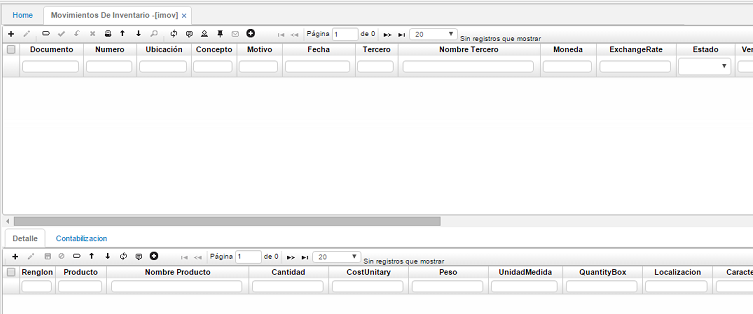 Home Movimientos De Inventario -[imov] ×
Página 1 de 0 20 Sin registros que mostrar
Documento Numero Ubicación Concepto Motivo Fecha Tercero Nombre Tercero Moneda ExchangeRate Estado Ver
Detalle Contabilizacion
Página 1 de 0 20 Sin registros que mostrar
Renglon Producto Nombre Producto Cantidad CostUnitary Peso UnidadMedida QuantityBox Localizacion Caracte